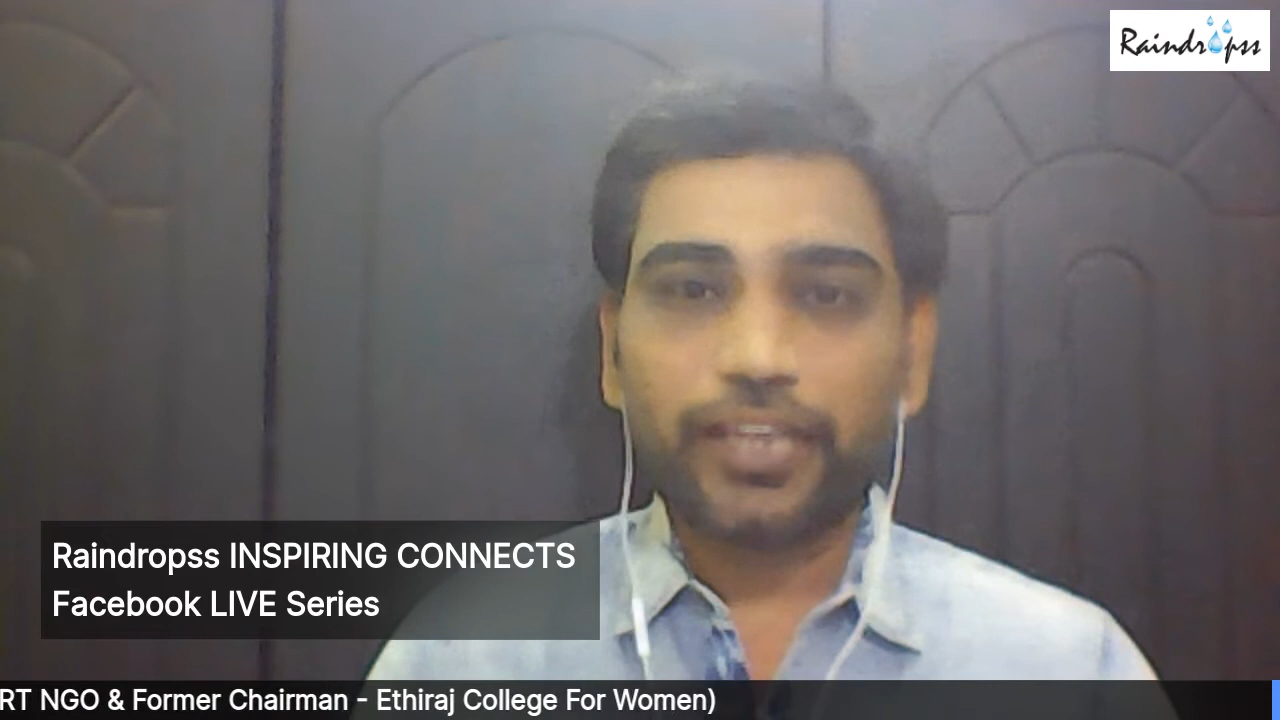 Raindropss
Raindropss INSPIRING CONNECTS
Facebook LIVE Series
RT NGO & Former Chairman - Ethiraj College For Women)